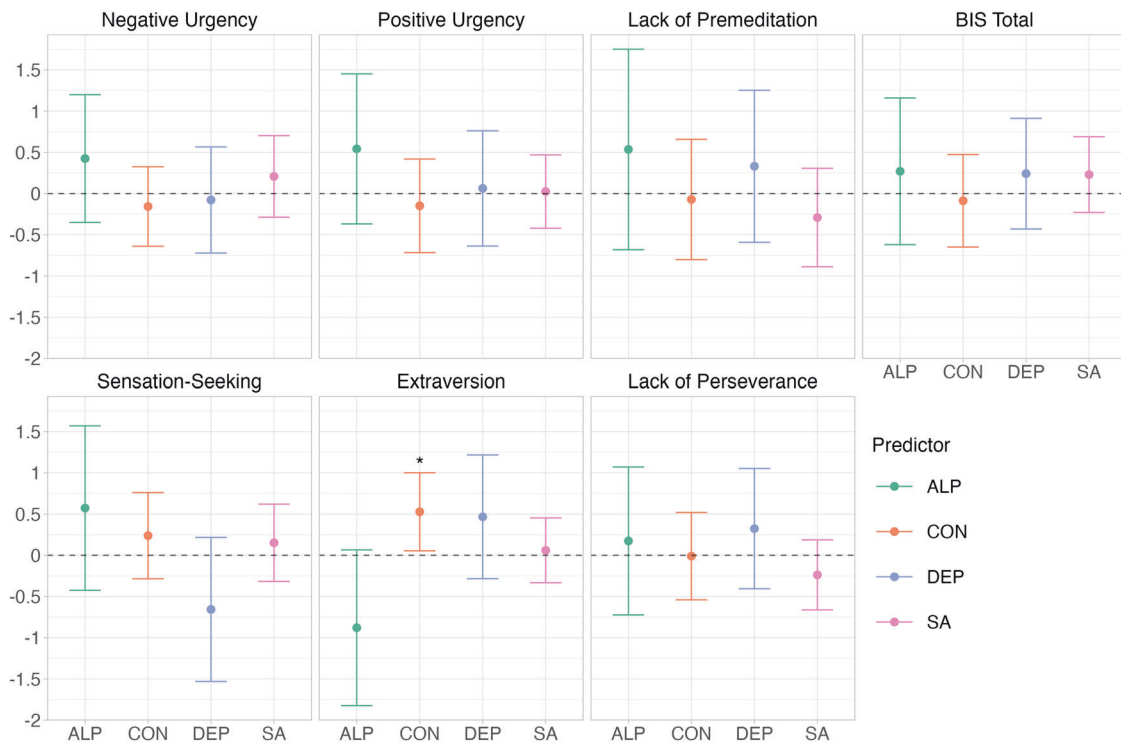 Negative Urgency
Positive Urgency
Lack of Premeditation
BIS Total
1.5
1
0.5
0
-0.5
-1
-1.5
-2
ALP CON DEP SA
Sensation-Seeking
Extraversion
Lack of Perseverance
1.5
1
0.5
0
-0.5
-1
-1.5
-2
*
ALP CON DEP SA
ALP CON DEP SA
ALP CON DEP SA
Predictor
ALP
CON
DEP
SA